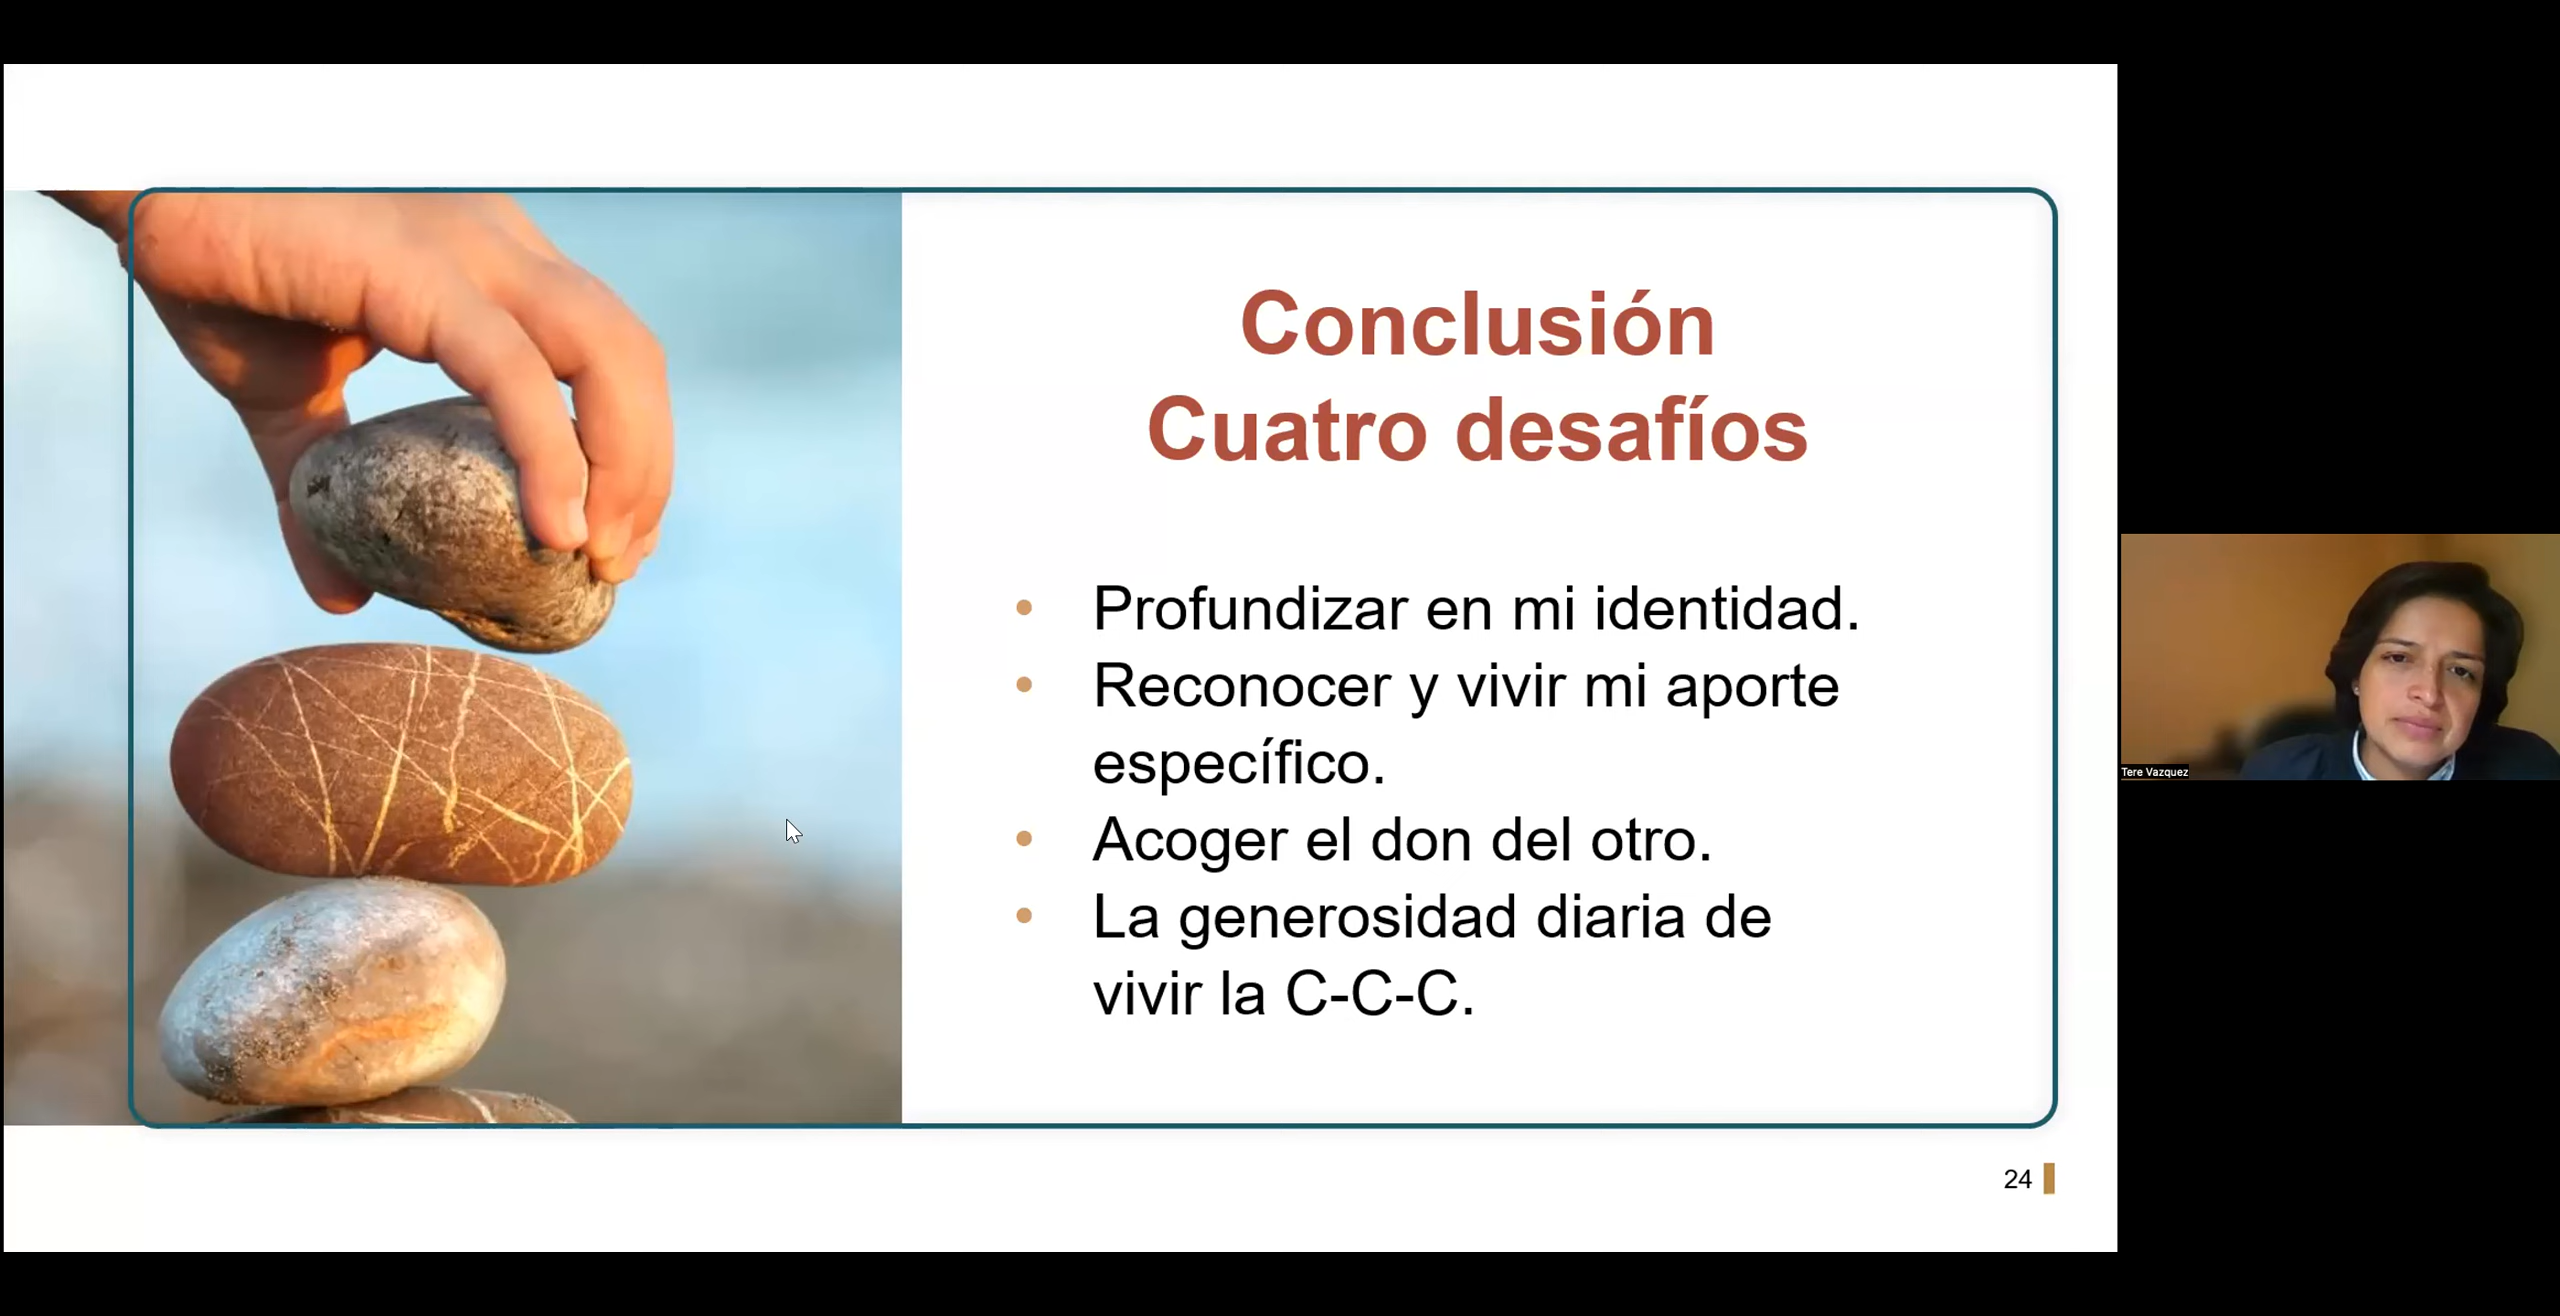 Conclusión
Cuatro desafíos
• Profundizar en mi identidad.
• Reconocer y vivir mi aporte
específico.
• Acoger el don del otro.
• La generosidad diaria de
vivir la C-C-C.
Tere Vazquez
24